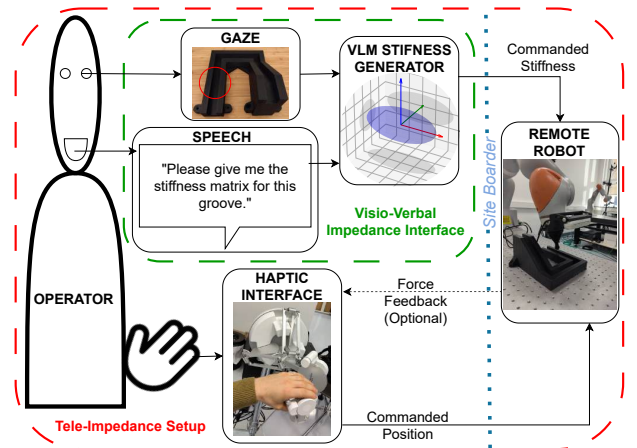 GAZE
VLM STIFNESS
GENERATOR
Commanded
Stiffness
SPEECH
"Please give me the
stiffness matrix for this
groove."
Visio-Verbal
Impedance Interface
Site Boarder
REMOTE
ROBOT
OPERATOR
HAPTIC
INTERFACE
Force
Feedback
(Optional)
Tele-Impedance Setup
Commanded
Position